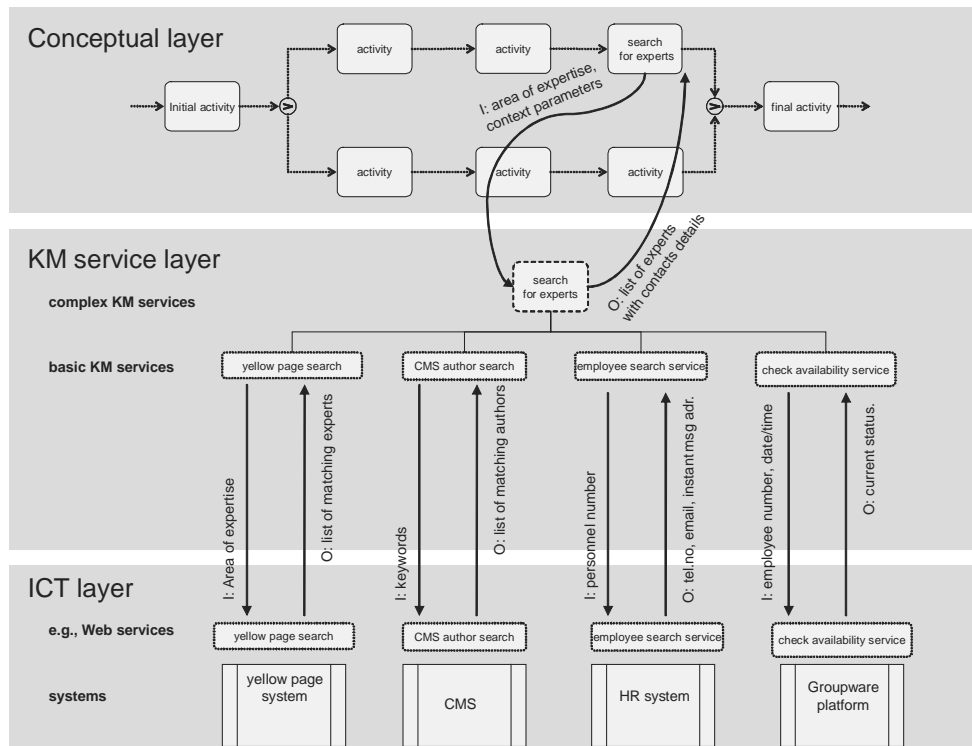 Conceptual layer
activity
activity
search
for experts
Initial activity
>
I: area of expertise,
context parameters
>
final activity
activity
activity
activity
KM service layer
O: list of experts
with contacts details
search
for experts
complex KM services
basic KM services
yellow page search
CMS author search
employee search service
check availability service
I: Area of expertise
O: list of matching experts
I: keywords
O: list of matching authors
I: personnel number
O: tel.no, email, instant msg adr.
I: employee number, date/time
O: current status.
ICT layer
e.g., Web services
yellow page search
CMS author search
employee search service
check availability service
systems
yellow page
system
CMS
HR system
Groupware
platform